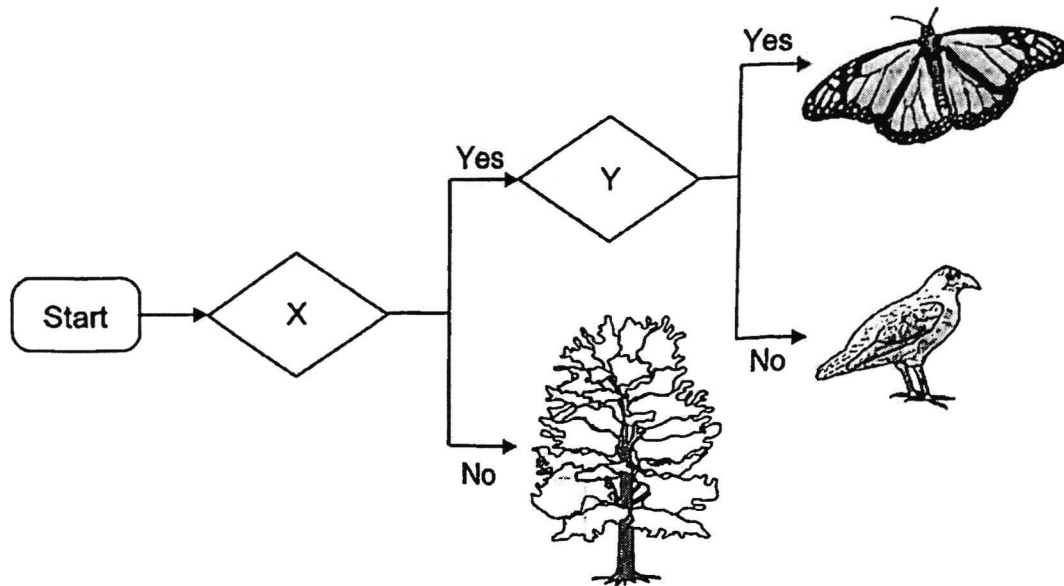 Yes
Yes
Y
Start
X
No
No